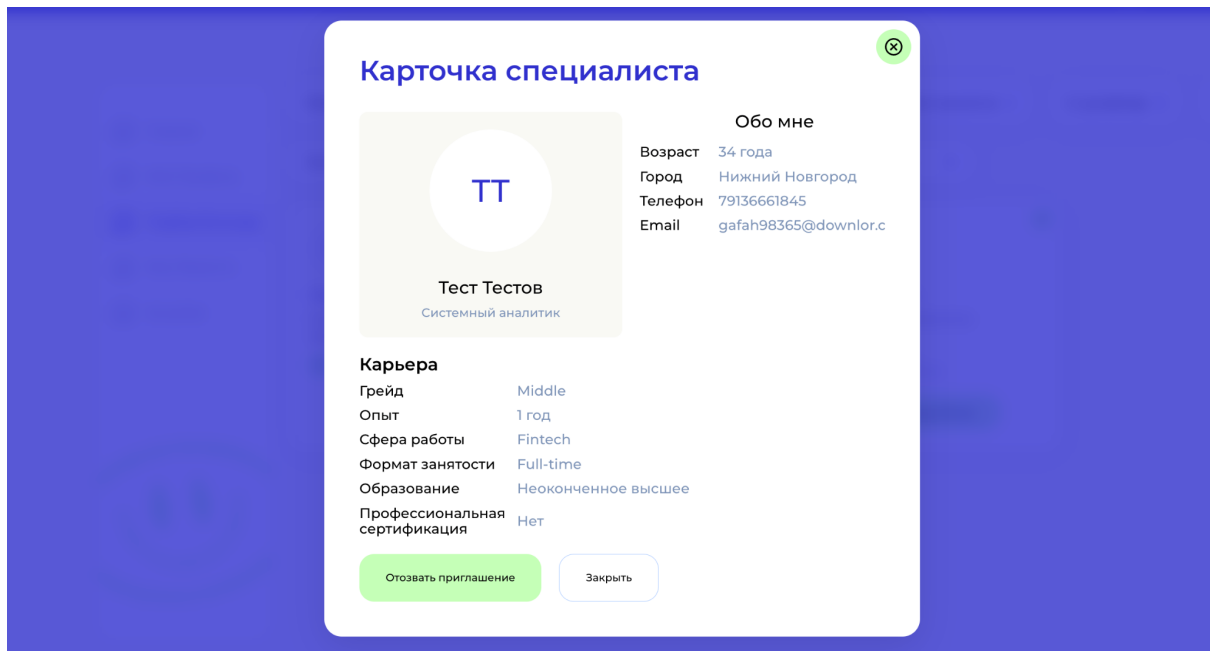 Карточка специалиста
ТТ
Тест Тестов
Системный аналитик
Обо мне
Возраст 34 года
Город Нижний Новгород
Телефон 79136661845
Email gafah98365@downlor.c
Карьера
Грейд Middle
Опыт 1 год
Сфера работы Fintech
Формат занятости Full-time
Образование Неоконченное высшее
Профессиональная
сертификация Нет
Отозвать приглашение Закрыть